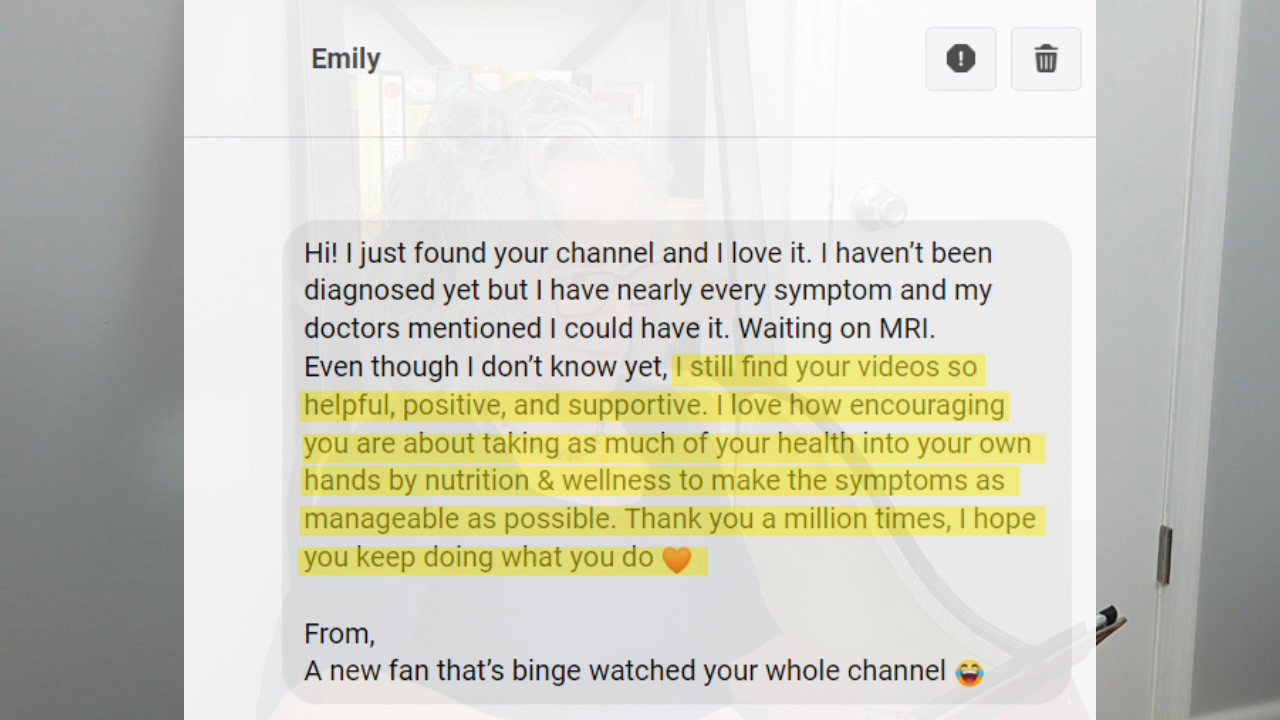 Emily
Hi! I just found your channel and I love it. I haven’t been
diagnosed yet but I have nearly every symptom and my
doctors mentioned I could have it. Waiting on MRI.
Even though I don’t know yet, I still find your videos so
helpful, positive, and supportive. I love how encouraging
you are about taking as much of your health into your own
hands by nutrition & wellness to make the symptoms as
manageable as possible. Thank you a million times, I hope
you keep doing what you do 🧡
From,
A new fan that’s binge watched your whole channel 😂